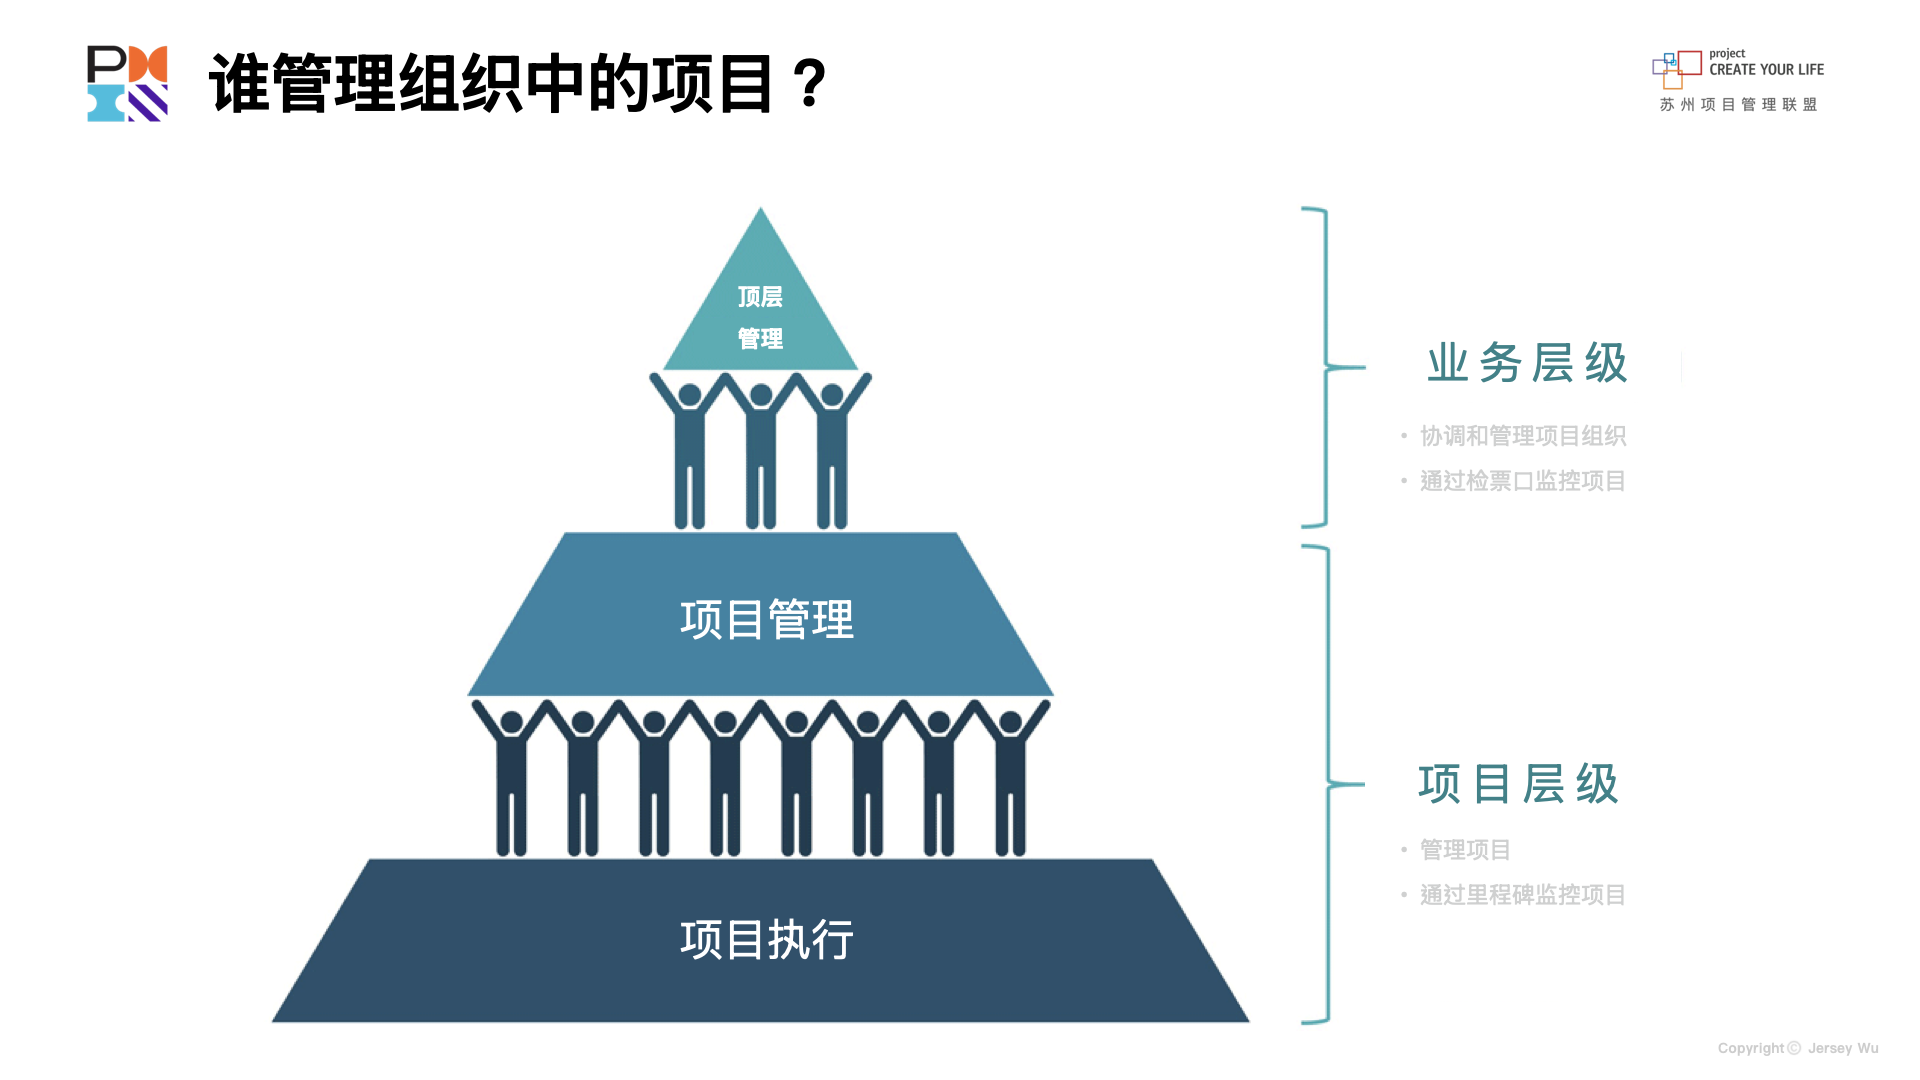 PM
谁管理组织中的项目？
project
CREATE YOUR LIFE
苏州项目管理联盟
顶层
管理
业务层级
• 协调和管理项目组织
• 通过检票口监控项目
项目管理
项目层级
• 管理项目
• 通过里程碑监控项目
项目执行
Copyright© Jersey Wu